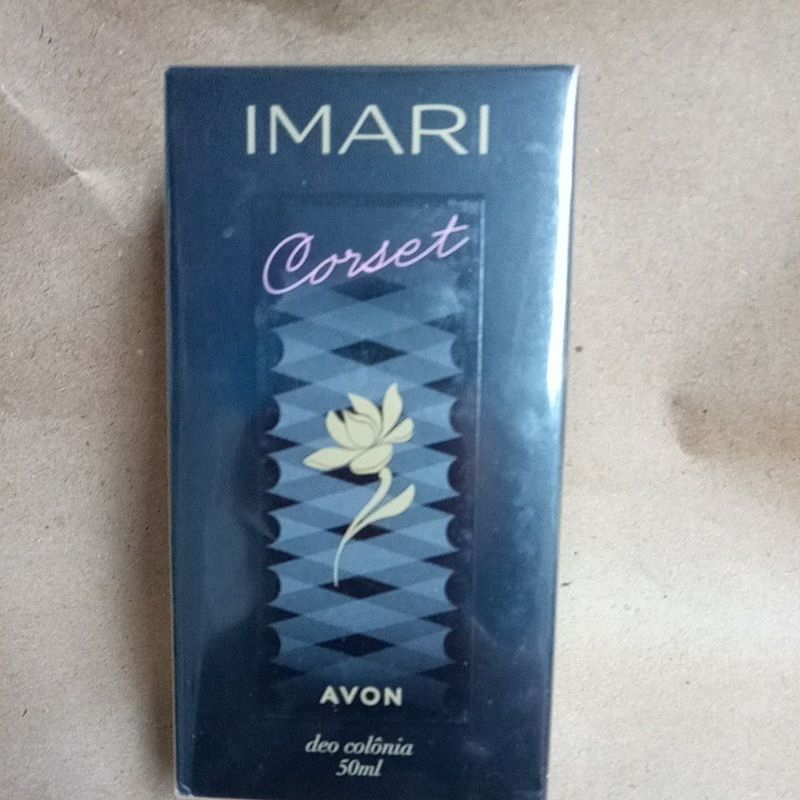 IMARI
Corset
AVON
deo colônia
50ml